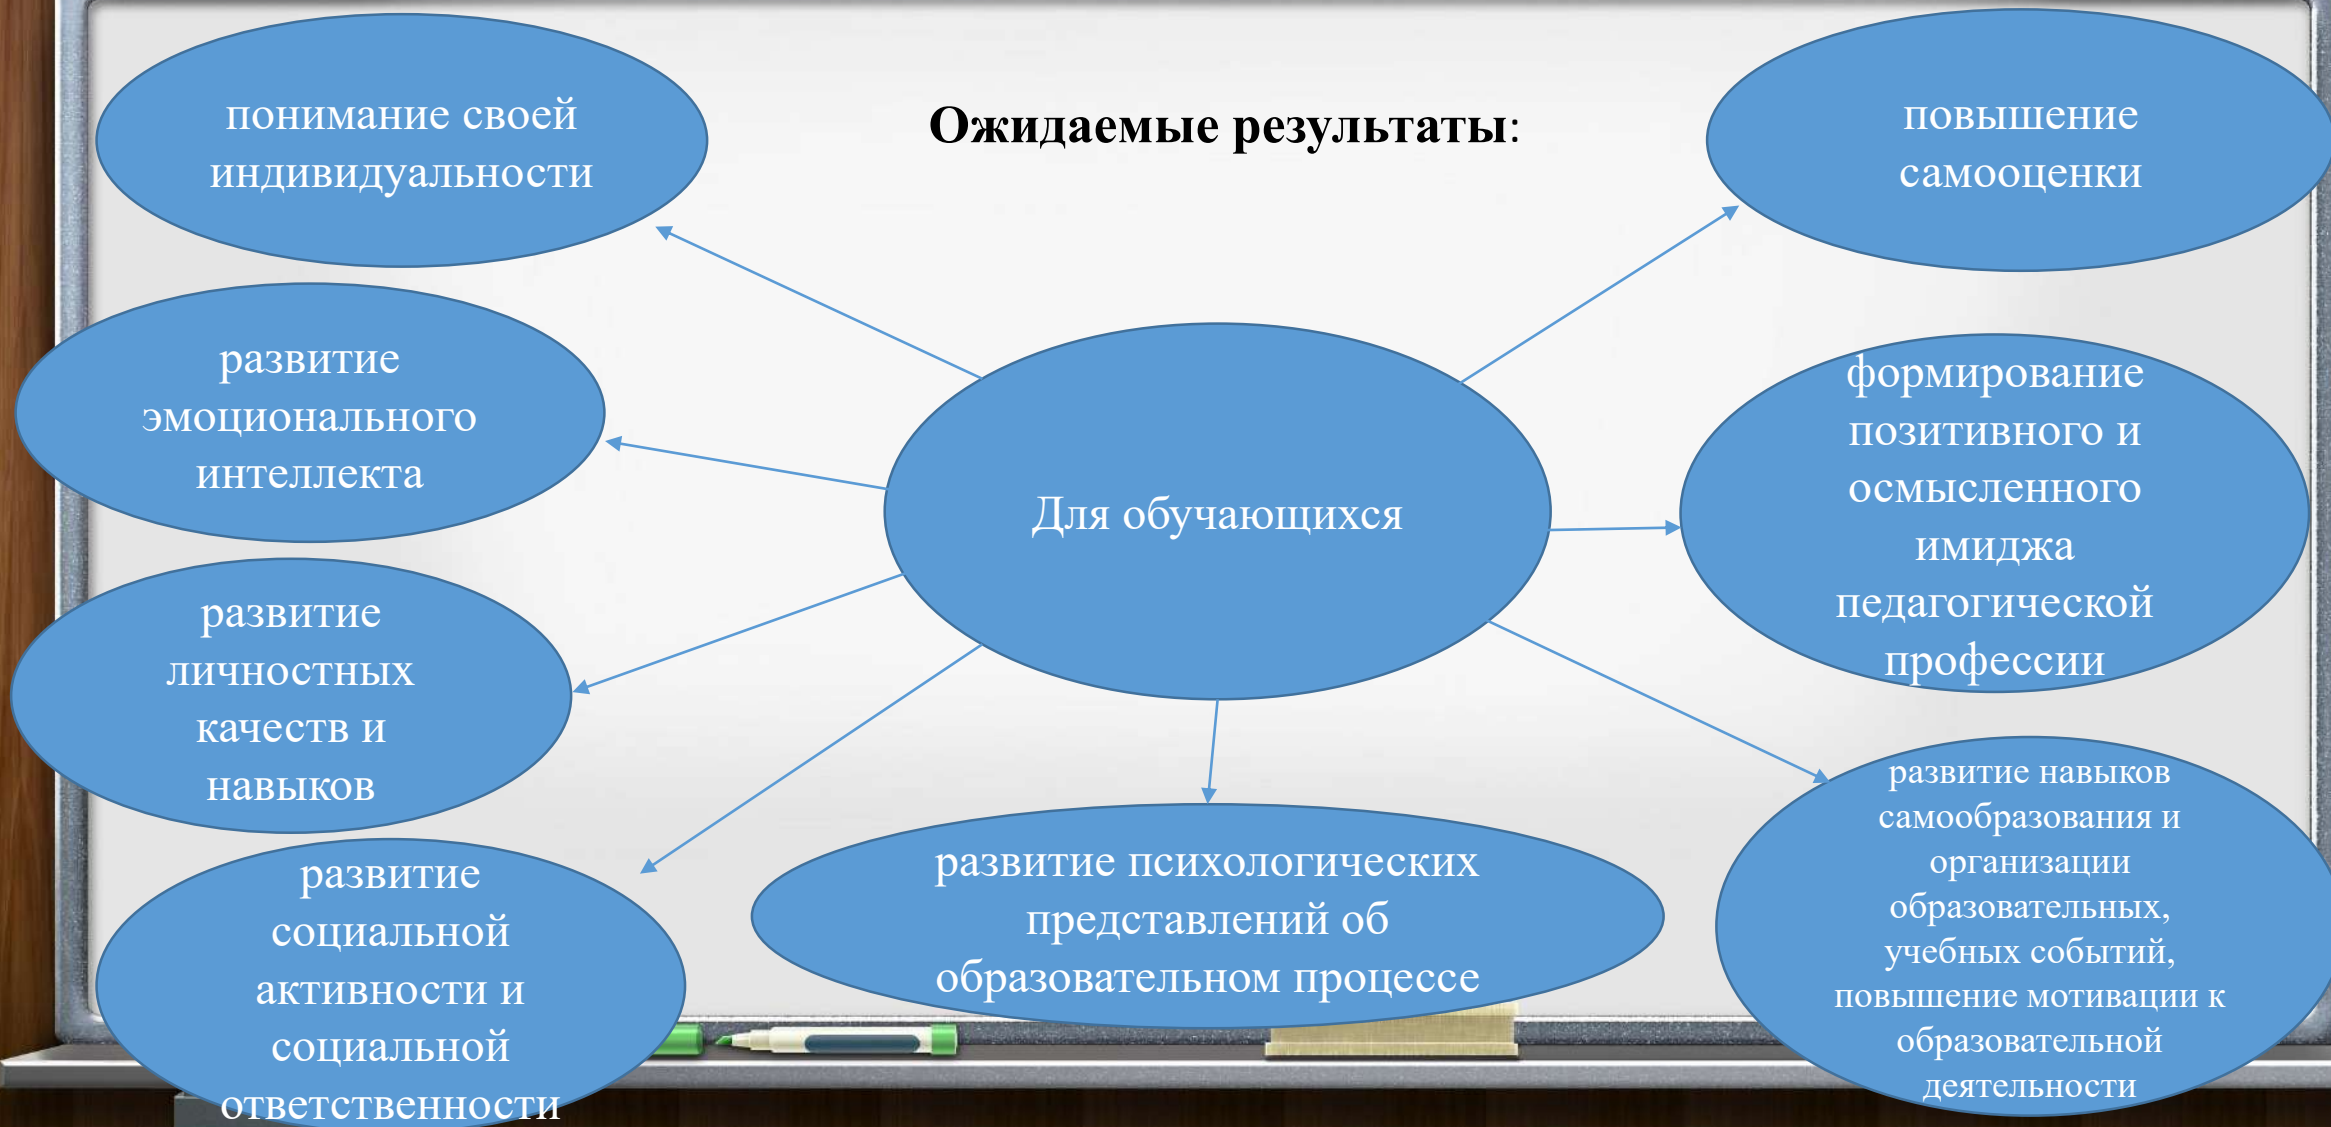 Ожидаемые результаты:
понимание своей
индивидуальности
повышение
самооценки
развитие
эмоционального
интеллекта
Для обучающихся
формирование
позитивного и
осмысленного
имиджа
педагогической
профессии
развитие
личностных
качеств и
навыков
развитие
социальной
активности и
социальной
ответственности
развитие психологических
представлений об
образовательном процессе
развитие навыков
самообразования и
организации
образовательных,
учебных событий,
повышение мотивации к
образовательной
деятельности